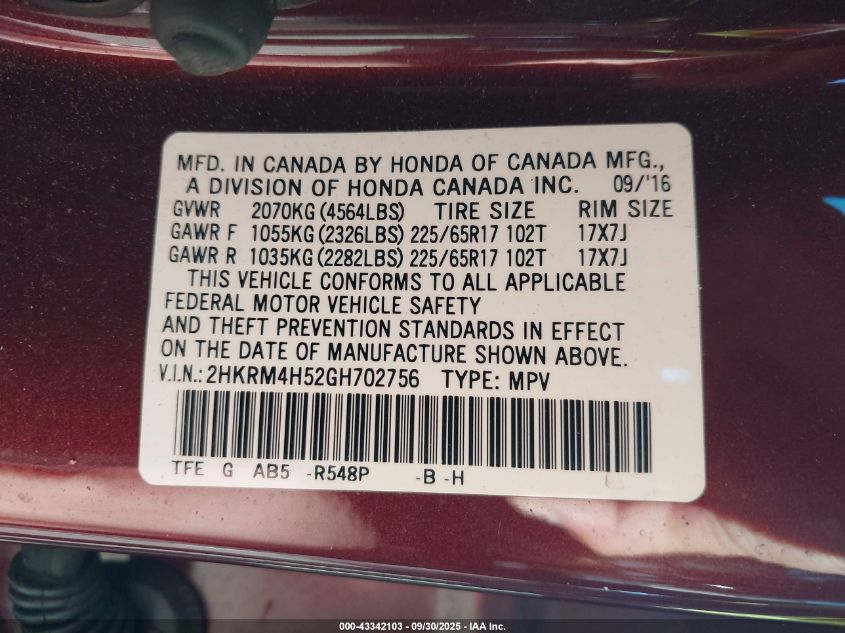 MFD. IN CANADA BY HONDA OF CANADA MFG.,
A DIVISION OF HONDA CANADA INC. 09/'16
GVWR 2070KG (4564LBS) TIRE SIZE RIM SIZE
GAWR F 1055KG (2326LBS) 225/65R17 102T 17X7J
GAWR R 1035KG (2282LBS) 225/65R17 102T 17X7J
THIS VEHICLE CONFORMS TO ALL APPLICABLE
FEDERAL MOTOR VEHICLE SAFETY
AND THEFT PREVENTION STANDARDS IN EFFECT
ON THE DATE OF MANUFACTURE SHOWN ABOVE.
V.I.N.: 2HKRM4H52GH702756 TYPE: MPV
TFE G AB5 -R548P -B -H
000-43342103 - 09/30/2025 - IAA Inc.